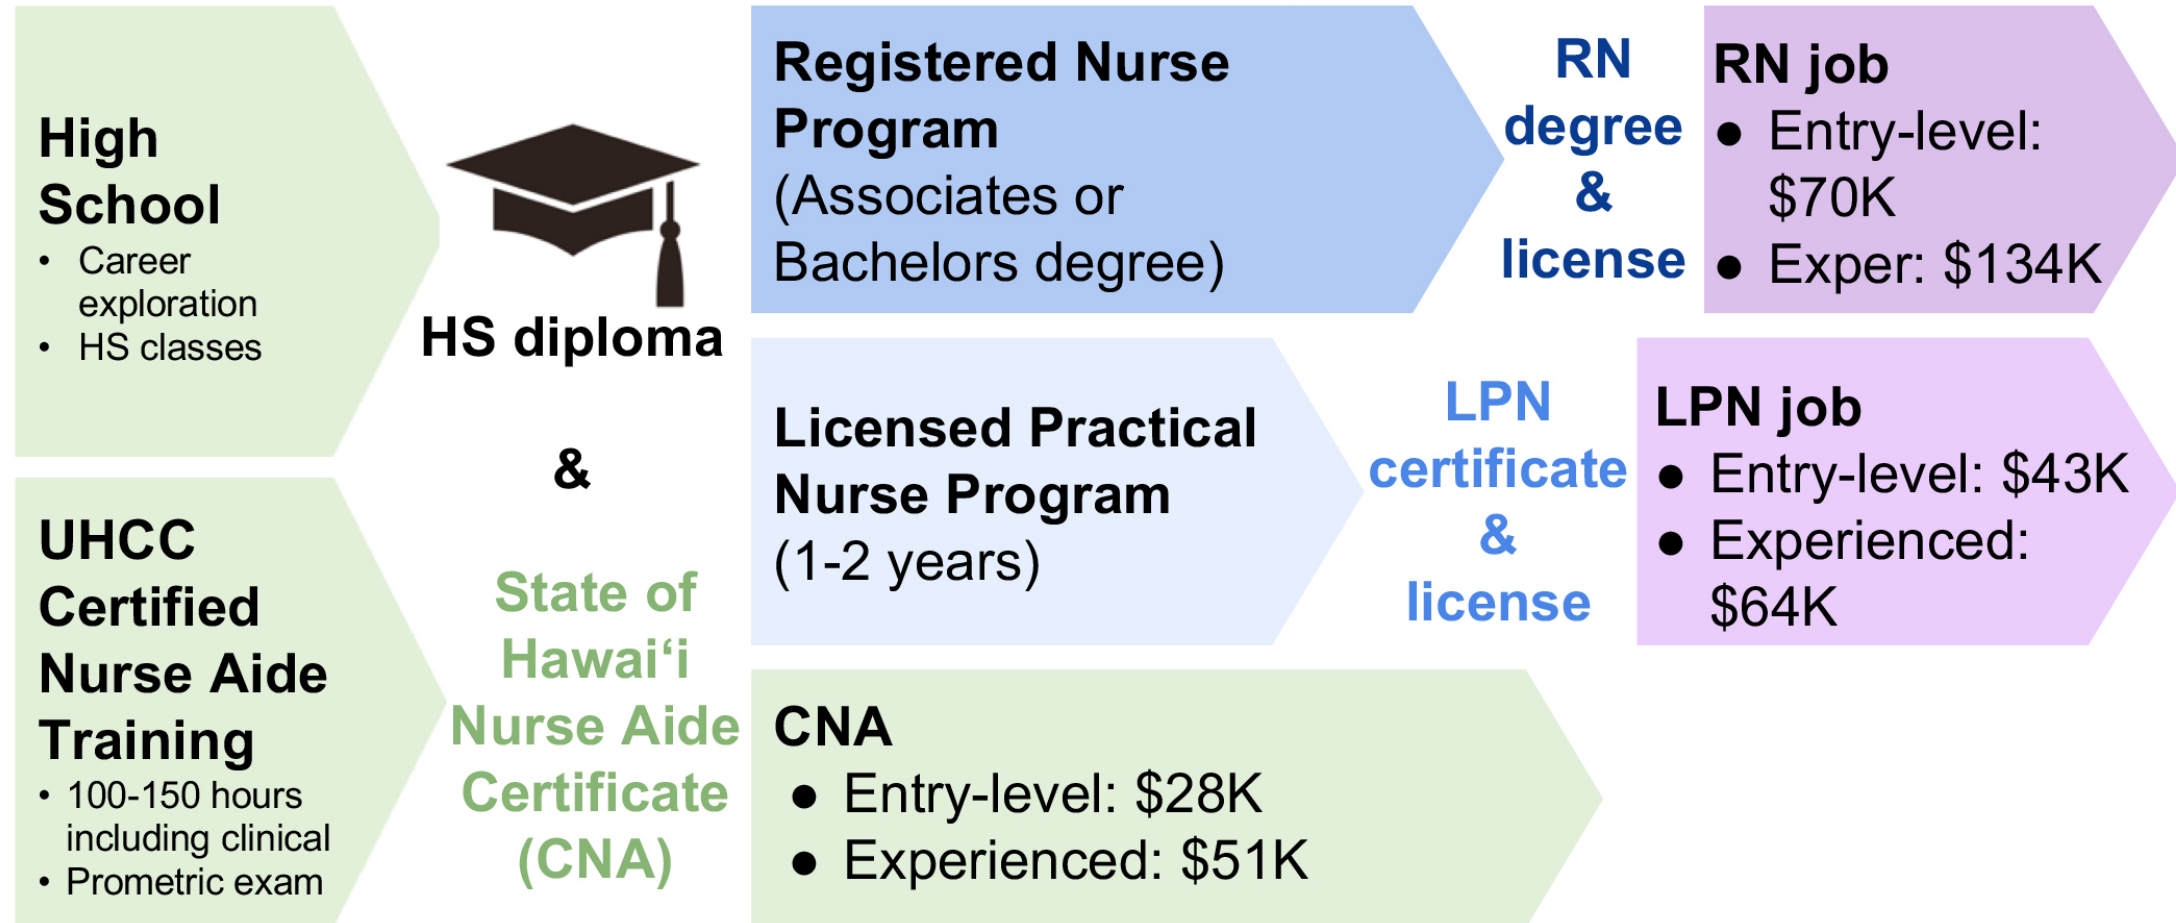 High
School
• Career
exploration
• HS classes
UHCC
Certified
Nurse Aide
Training
• 100-150 hours
including clinical
• Prometric exam
HS diploma
&
State of
Hawaiʻi
Nurse Aide
Certificate
(CNA)
Registered Nurse
Program
(Associates or
Bachelors degree)
RN
degree
&
license
RN job
● Entry-level:
$70K
● Exper: $134K
Licensed Practical
Nurse Program
(1-2 years)
LPN
certificate
&
license
LPN job
● Entry-level: $43K
● Experienced:
$64K
CNA
● Entry-level: $28K
● Experienced: $51K